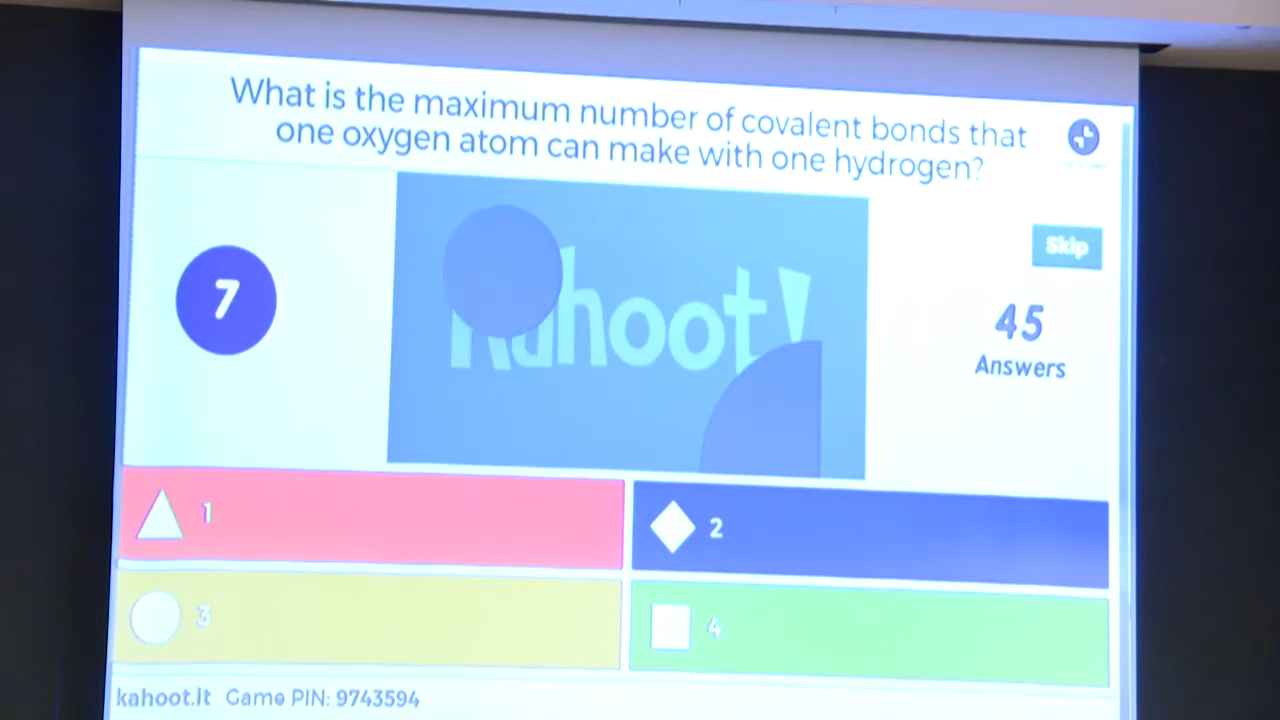 What is the maximum number of covalent bonds that
one oxygen atom can make with one hydrogen?
Skip
7
Kahoot!
45
Answers
1
2
3
4
kahoot.it Game PIN: 9743594